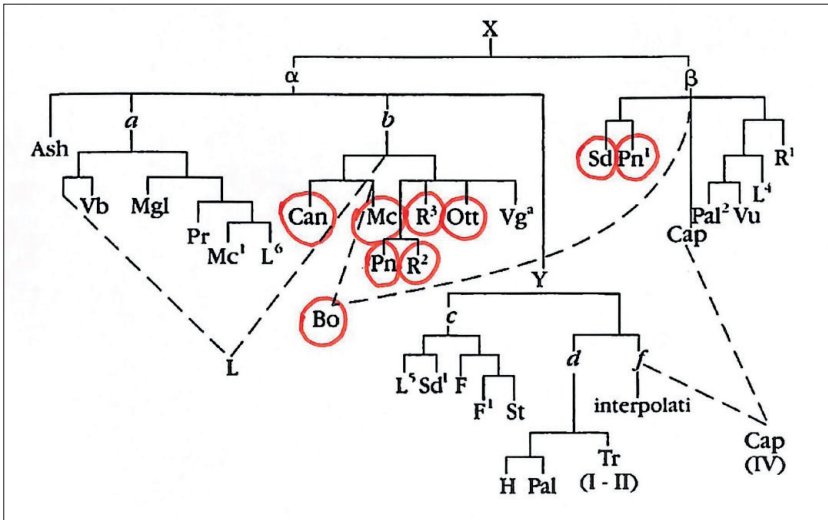 X
α β
a b
Ash Sd Pn¹ R¹
Vb Mgl Can Mc R³ Ott Vgᵃ L⁴
Pr Pal² Vu
Mc¹ L⁶ Cap
Pn R²
Y
Bo c
L d f
L⁵ Sd¹ F
F¹ St interpolati
Cap
Tr (IV)
H Pal (I - II)